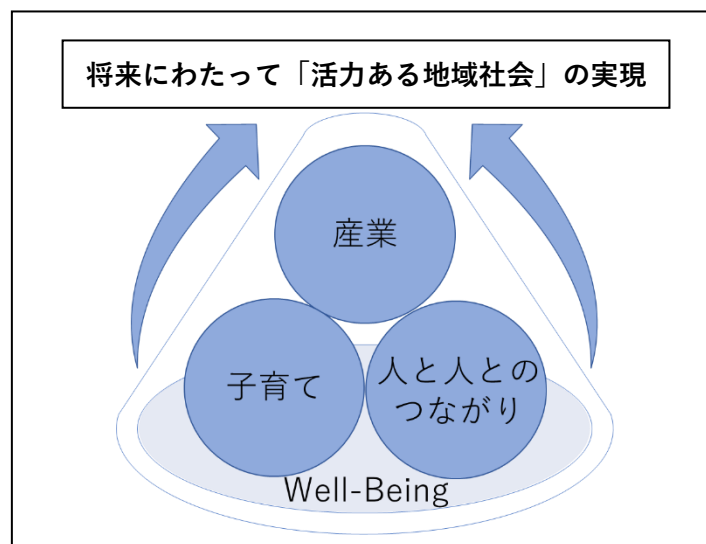 将来にわたって「活力ある地域社会」の実現
産業
子育て
人と人との
つながり
Well-Being